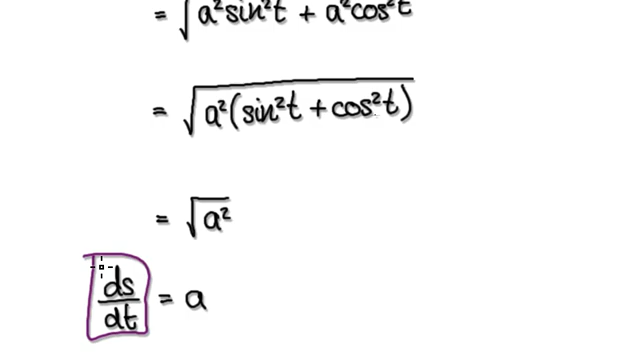 = √(a²sin²t + a²cos²t
= √(a²(sin²t + cos²t))
= √(a²)
ds/dt = a